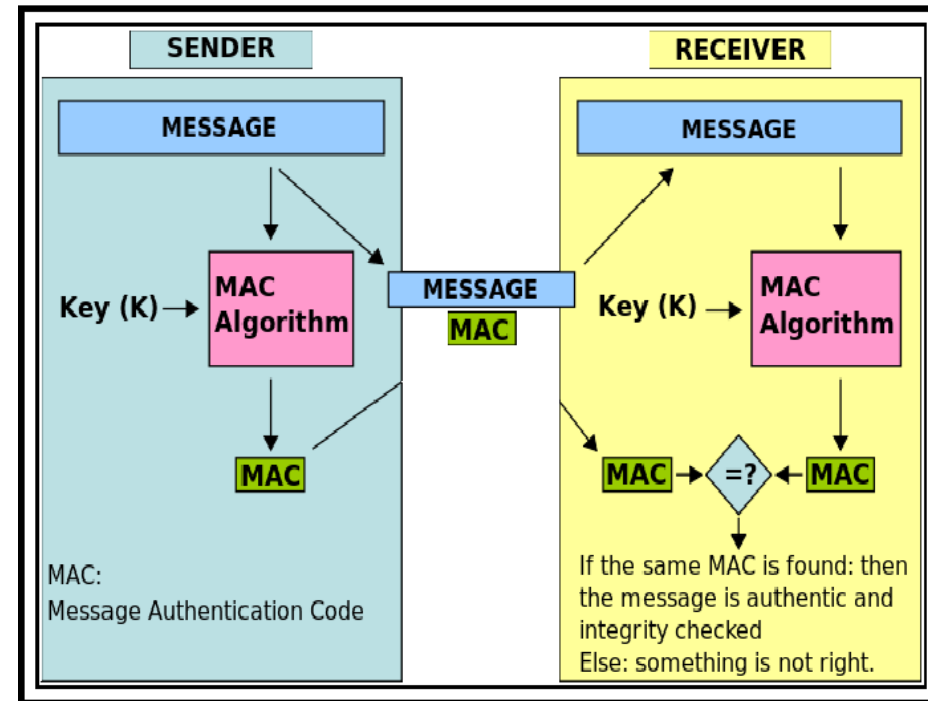 SENDER
MESSAGE
Key (K)
MAC
Algorithm
MAC
MAC:
Message Authentication Code
MESSAGE
MAC
RECEIVER
MESSAGE
Key (K)
MAC
Algorithm
MAC
=?
MAC
If the same MAC is found: then
the message is authentic and
integrity checked
Else: something is not right.